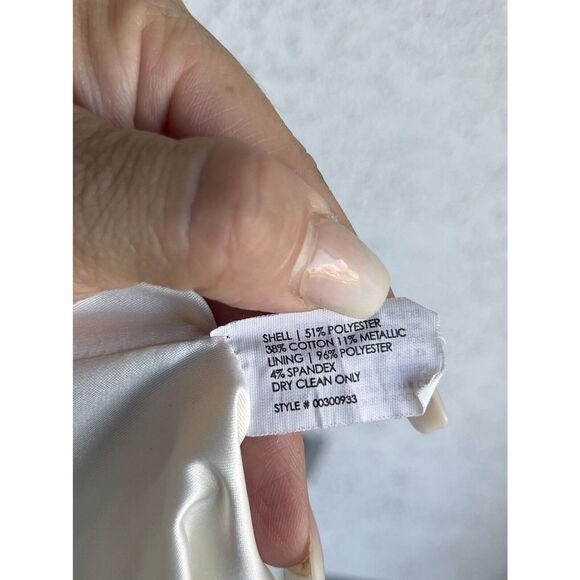 SHELL | 51% POLYESTER
38% COTTON 11% METALLIC
LINING | 96% POLYESTER
4% SPANDEX
DRY CLEAN ONLY
STYLE # 00300933